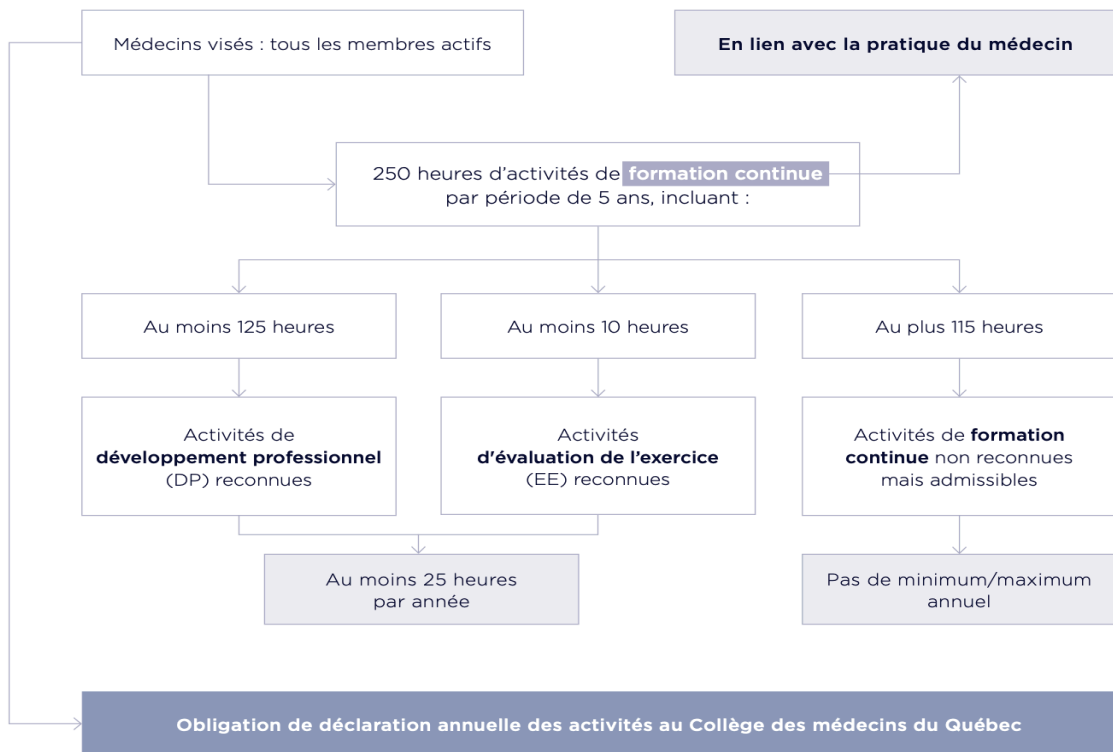 Médecins visés : tous les membres actifs
En lien avec la pratique du médecin
250 heures d’activités de formation continue
par période de 5 ans, incluant :
Au moins 125 heures
Au moins 10 heures
Au plus 115 heures
Activités de
développement professionnel
(DP) reconnues
Activités
d'évaluation de l’exercice
(EE) reconnues
Activités de formation
continue non reconnues
mais admissibles
Au moins 25 heures
par année
Pas de minimum/maximum
annuel
Obligation de déclaration annuelle des activités au Collège des médecins du Québec